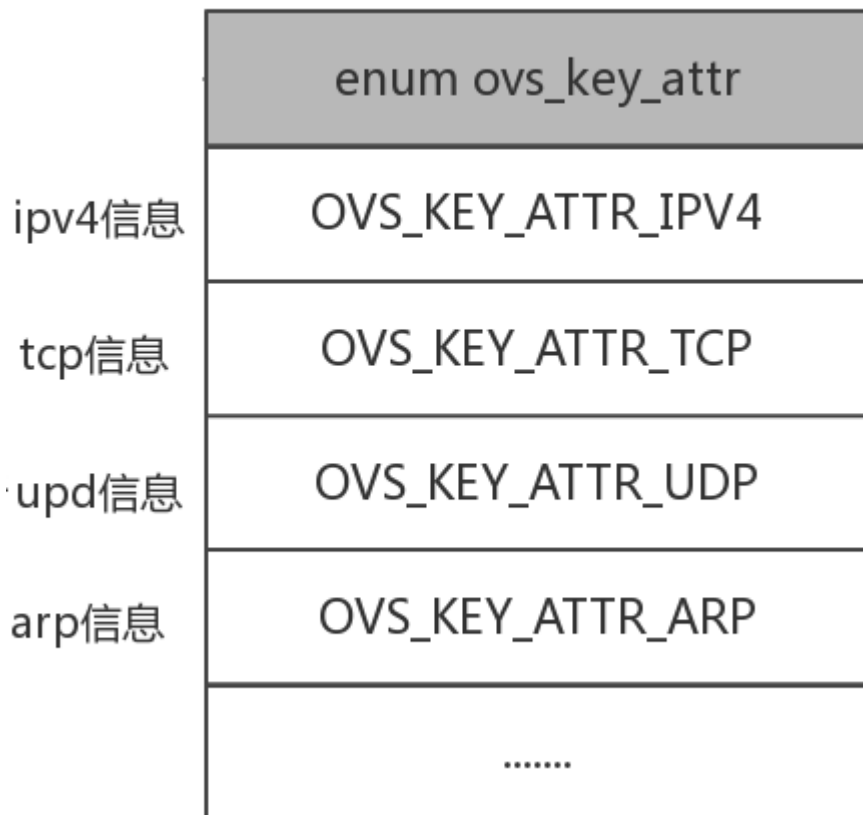 enum ovs_key_attr
ipv4信息
OVS_KEY_ATTR_IPV4
tcp信息
OVS_KEY_ATTR_TCP
upd信息
OVS_KEY_ATTR_UDP
arp信息
OVS_KEY_ATTR_ARP
.......